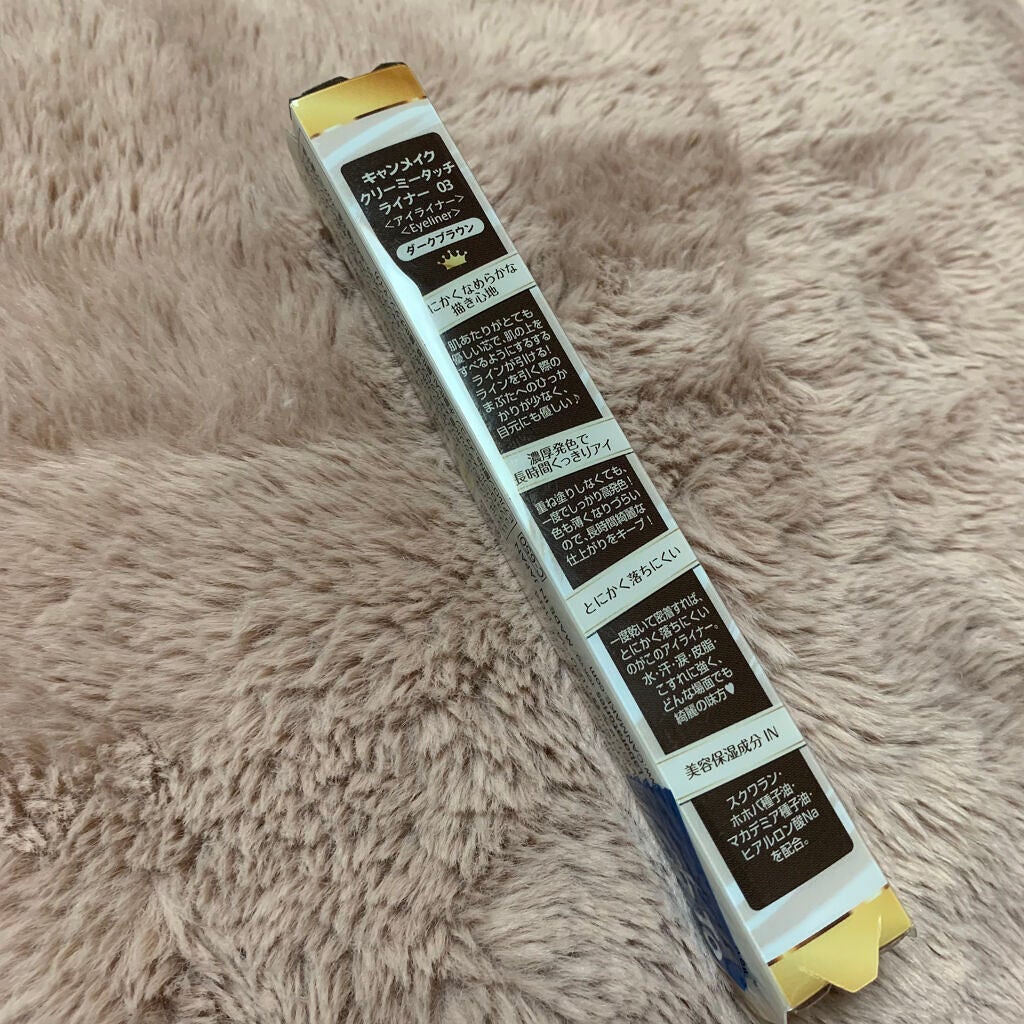 キャンメイク
クリーミータッチ
ライナー 03
<アイライナー>
<Eyeliner>
ダークブラウン
にかくなめらかな
描き心地
肌あたりがとても
優しい芯で、肌の上を
すべるようにするする
ラインが引ける!
ラインを引く際の
まぶたへのひっか
かりが少なく、
目元にも優しい♪
濃厚発色で
長時間くっきりアイ
重ね塗りしなくても、
一度でしっかり高発色!
色も薄くなりづらい
ので、長時間綺麗な
仕上がりをキープ!
とにかく落ちにくい
一度乾いて密着すれば、
とにかく落ちにくい
のがこのアイライナー。
水・汗・涙・皮脂・
こすれに強く、
どんな場面でも
綺麗の味方♥
美容保湿成分 IN
スクワラン・
ホホバ種子油・
マカデミア種子油・
ヒアルロン酸Na
を配合。